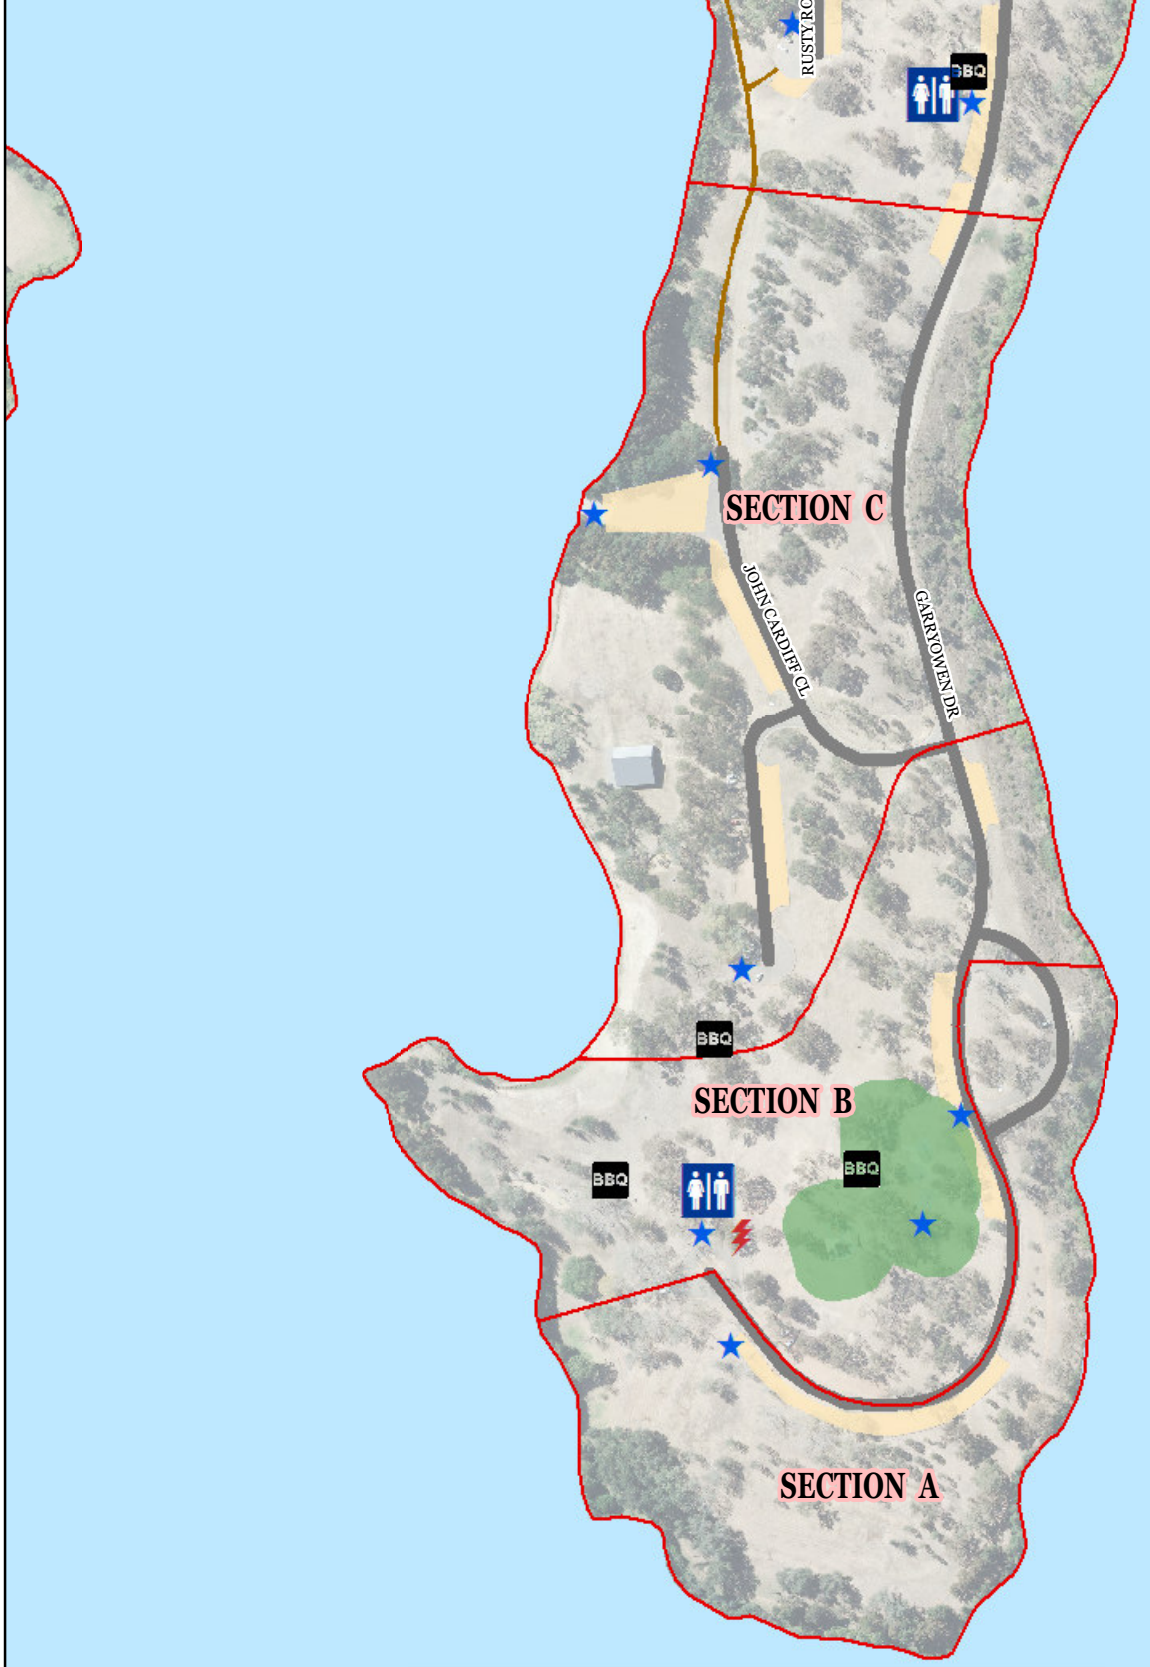 RUSTY RO
BBQ
SECTION C
JOHN CARDIFF CL
GARRYOWEN DR
BBQ
SECTION B
BBQ
BBQ
SECTION A